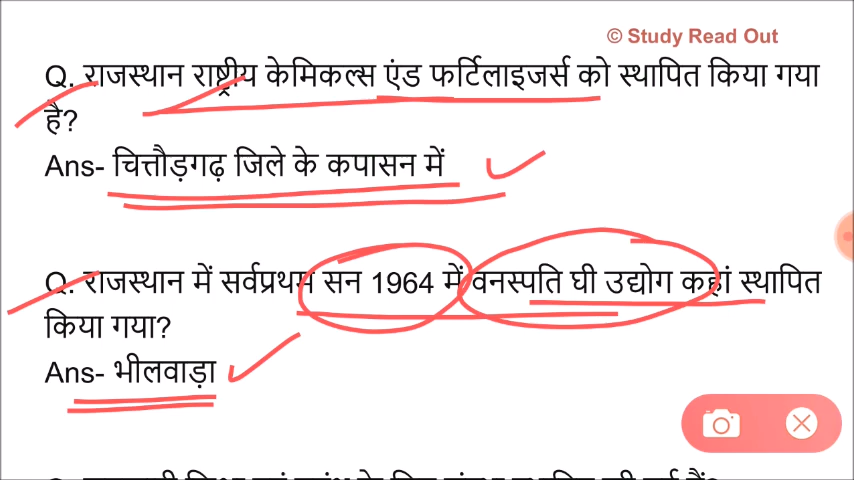 © Study Read Out
Q. राजस्थान राष्ट्रीय केमिकल्स एंड फर्टिलाइजर्स को स्थापित किया गया
है?
Ans- चित्तौड़गढ़ जिले के कपासन में
Q. राजस्थान में सर्वप्रथम सन 1964 में वनस्पति घी उद्योग कहां स्थापित
किया गया?
Ans- भीलवाड़ा